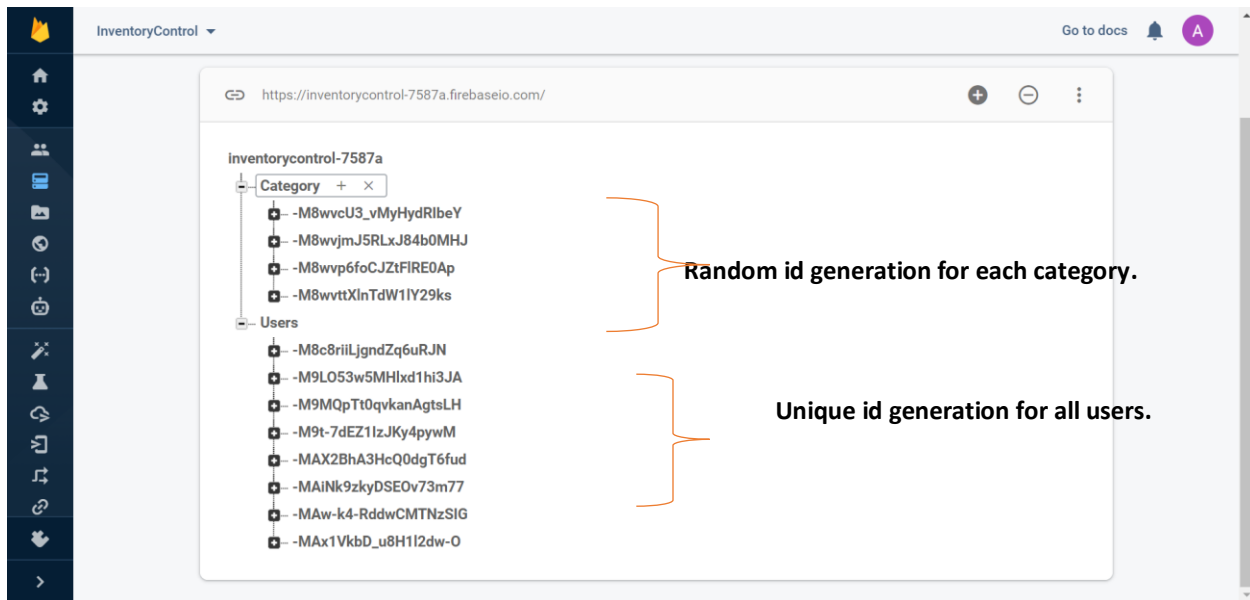 InventoryControl
Go to docs
A
https://inventorycontrol-7587a.firebaseio.com/
inventorycontrol-7587a
Category + ×
-M8wvcU3_vMyHydRIbeY
-M8wvjmJ5RLxJ84b0MHJ
-M8wvp6foCJZtFIRE0Ap
-M8wvttXlnTdW1lY29ks
Random id generation for each category.
Users
-M8c8riiLjgndZq6uRJN
-M9LO53w5MHlxd1hi3JA
-M9MQpTt0qvkanAgtsLH
-M9t-7dEZ1IzJKy4pywM
-MAX2BhA3HcQ0dgT6fud
-MAiNk9zkyDSEOv73m77
-MAw-k4-RddwCMTNzSIG
-MAx1VkbD_u8H1l2dw-O
Unique id generation for all users.